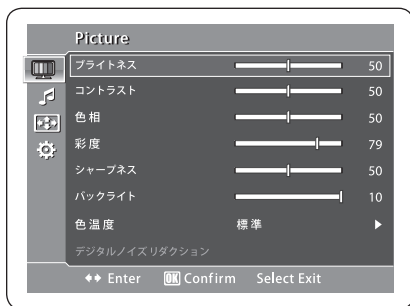 Picture
ブライトネス 50
コントラスト 50
色相 50
彩度 79
シャープネス 50
バックライト 10
色温度 標準
デジタルノイズリダクション
Enter OK Confirm Select Exit